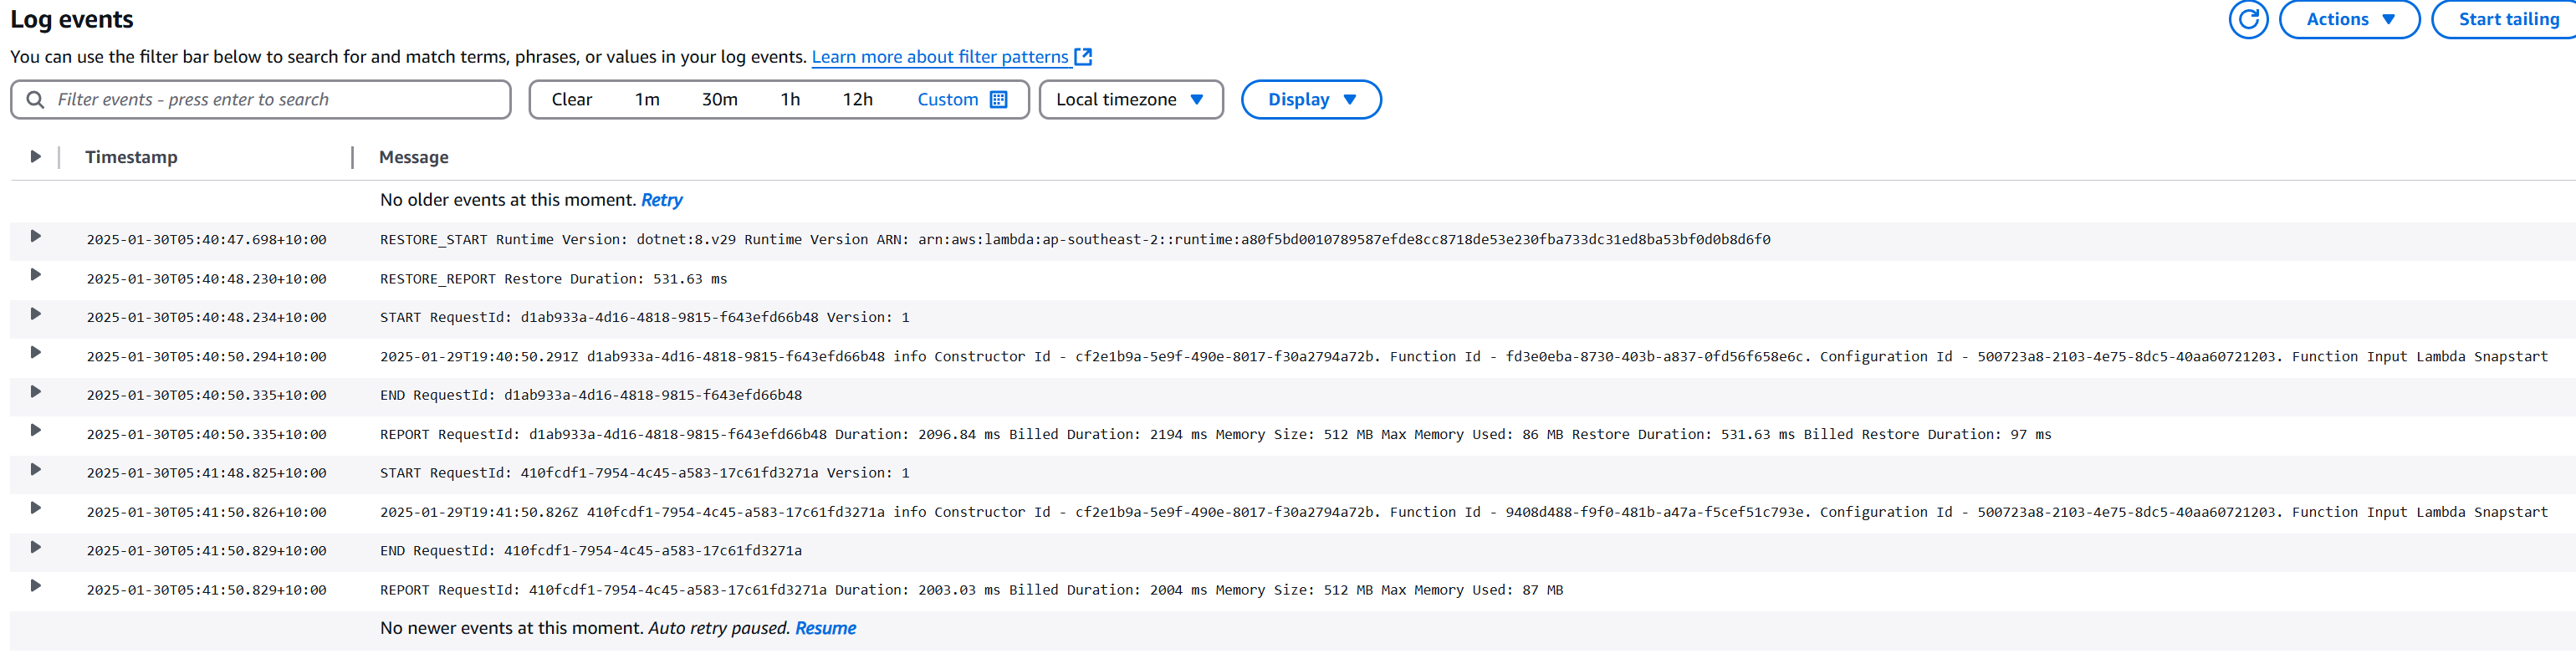 Log events
Actions
Start tailing
You can use the filter bar below to search for and match terms, phrases, or values in your log events. Learn more about filter patterns
Filter events - press enter to search
Clear 1m 30m 1h 12h Custom
Local timezone
Display
Timestamp Message
No older events at this moment. Retry
2025-01-30T05:40:47.698+10:00 RESTORE_START Runtime Version: dotnet:8.v29 Runtime Version ARN: arn:aws:lambda:ap-southeast-2::runtime:a80f5bd0010789587efde8cc8718de53e230fba733dc31ed8ba53bf0d0b8d6f0
2025-01-30T05:40:48.230+10:00 RESTORE_REPORT Restore Duration: 531.63 ms
2025-01-30T05:40:48.234+10:00 START RequestId: d1ab933a-4d16-4818-9815-f643efd66b48 Version: 1
2025-01-30T05:40:50.294+10:00 2025-01-29T19:40:50.291Z d1ab933a-4d16-4818-9815-f643efd66b48 info Constructor Id - cf2e1b9a-5e9f-490e-8017-f30a2794a72b. Function Id - fd3e0eba-8730-403b-a837-0fd56f658e6c. Configuration Id - 500723a8-2103-4e75-8dc5-40aa60721203. Function Input Lambda Snapstart
2025-01-30T05:40:50.335+10:00 END RequestId: d1ab933a-4d16-4818-9815-f643efd66b48
2025-01-30T05:40:50.335+10:00 REPORT RequestId: d1ab933a-4d16-4818-9815-f643efd66b48 Duration: 2096.84 ms Billed Duration: 2194 ms Memory Size: 512 MB Max Memory Used: 86 MB Restore Duration: 531.63 ms Billed Restore Duration: 97 ms
2025-01-30T05:41:48.825+10:00 START RequestId: 410fcdf1-7954-4c45-a583-17c61fd3271a Version: 1
2025-01-30T05:41:50.826+10:00 2025-01-29T19:41:50.826Z 410fcdf1-7954-4c45-a583-17c61fd3271a info Constructor Id - cf2e1b9a-5e9f-490e-8017-f30a2794a72b. Function Id - 9408d488-f9f0-481b-a47a-f5cef51c793e. Configuration Id - 500723a8-2103-4e75-8dc5-40aa60721203. Function Input Lambda Snapstart
2025-01-30T05:41:50.829+10:00 END RequestId: 410fcdf1-7954-4c45-a583-17c61fd3271a
2025-01-30T05:41:50.829+10:00 REPORT RequestId: 410fcdf1-7954-4c45-a583-17c61fd3271a Duration: 2003.03 ms Billed Duration: 2004 ms Memory Size: 512 MB Max Memory Used: 87 MB
No newer events at this moment. Auto retry paused. Resume